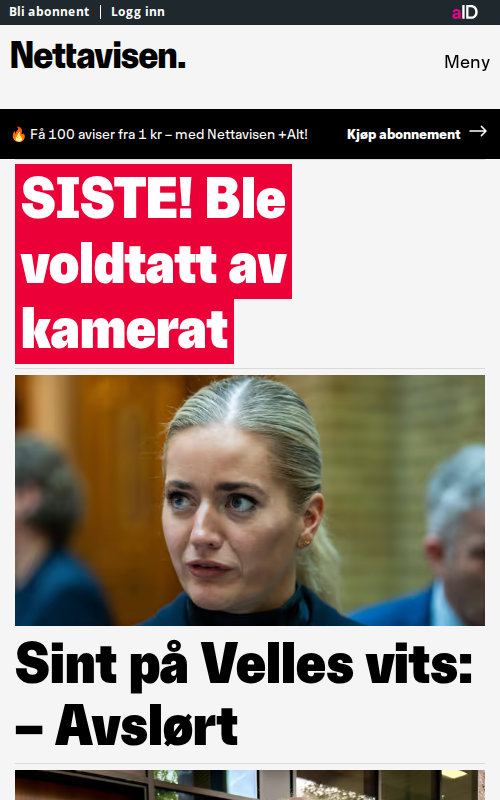 Bli abonnent | Logg inn
aID
Nettavisen.
Meny
🔥 Få 100 aviser fra 1 kr – med Nettavisen +Alt!
Kjøp abonnement →
SISTE! Ble
voldtatt av
kamerat
Sint på Velles vits:
– Avslørt